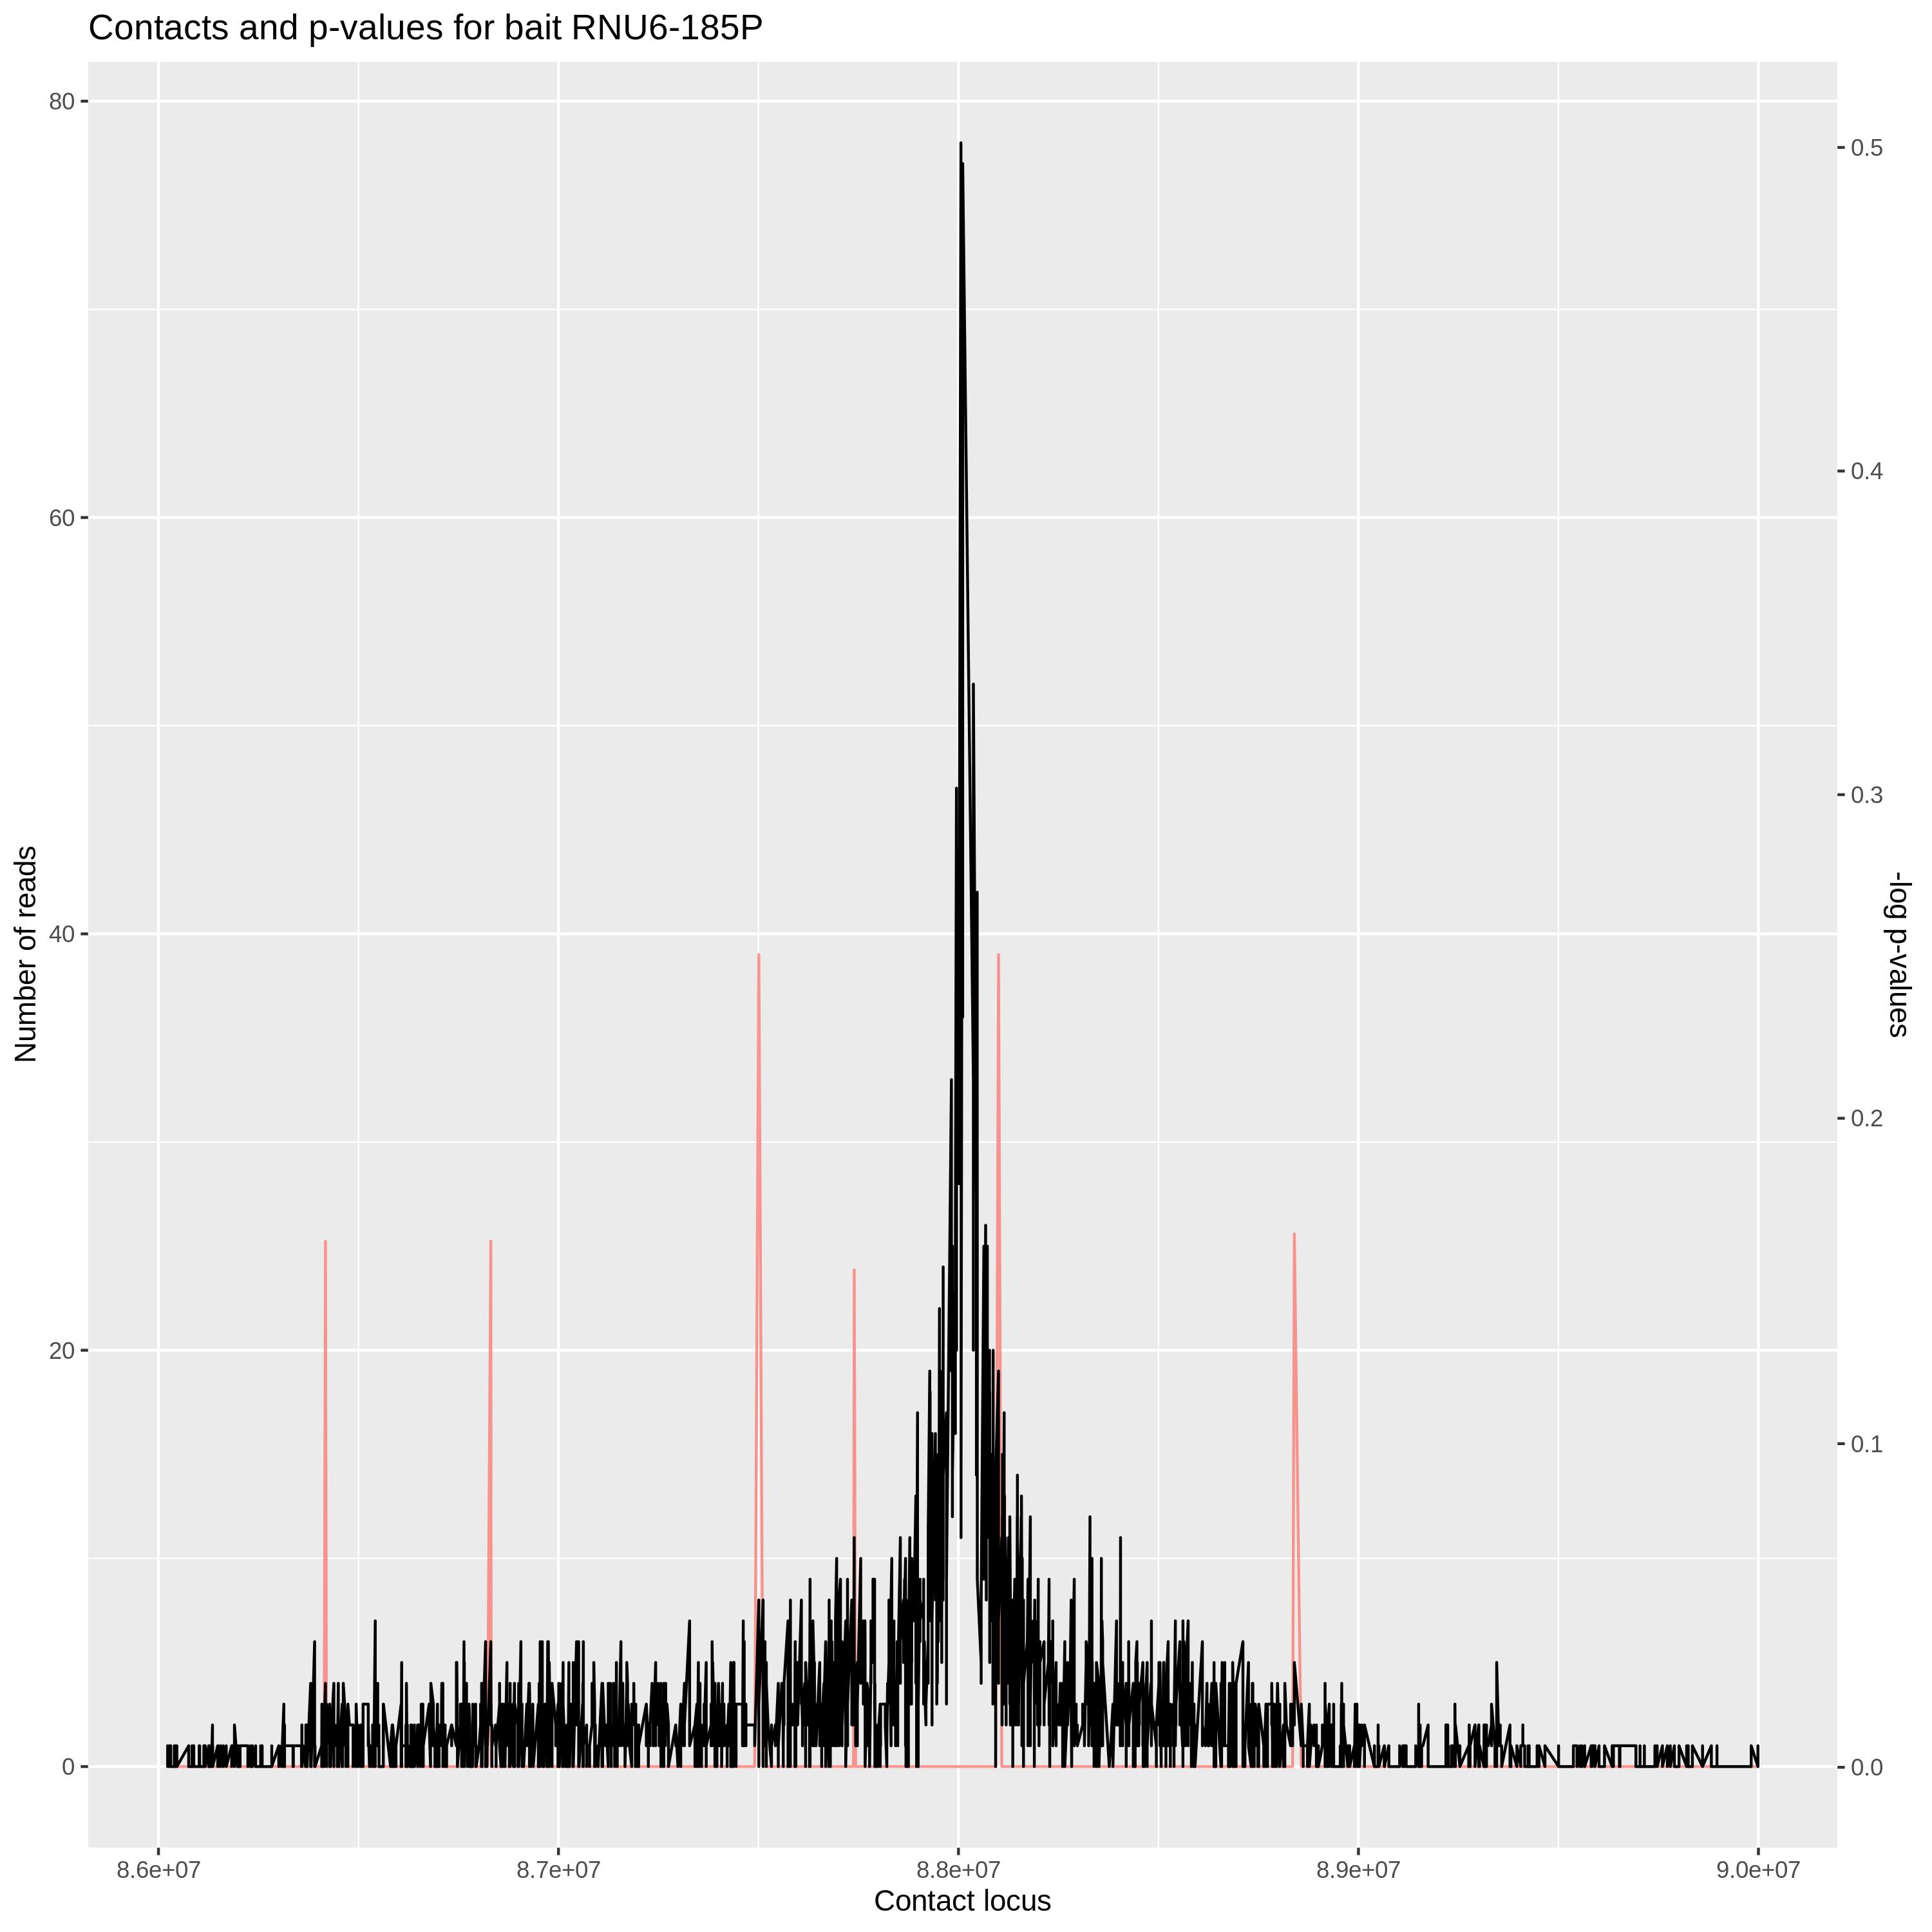 Contacts and p-values for bait RNU6-185P
80
60
40
20
0
Number of reads
0.5
0.4
0.3
0.2
0.1
0.0
-log p-values
8.6e+07 8.7e+07 8.8e+07 8.9e+07 9.0e+07
Contact locus